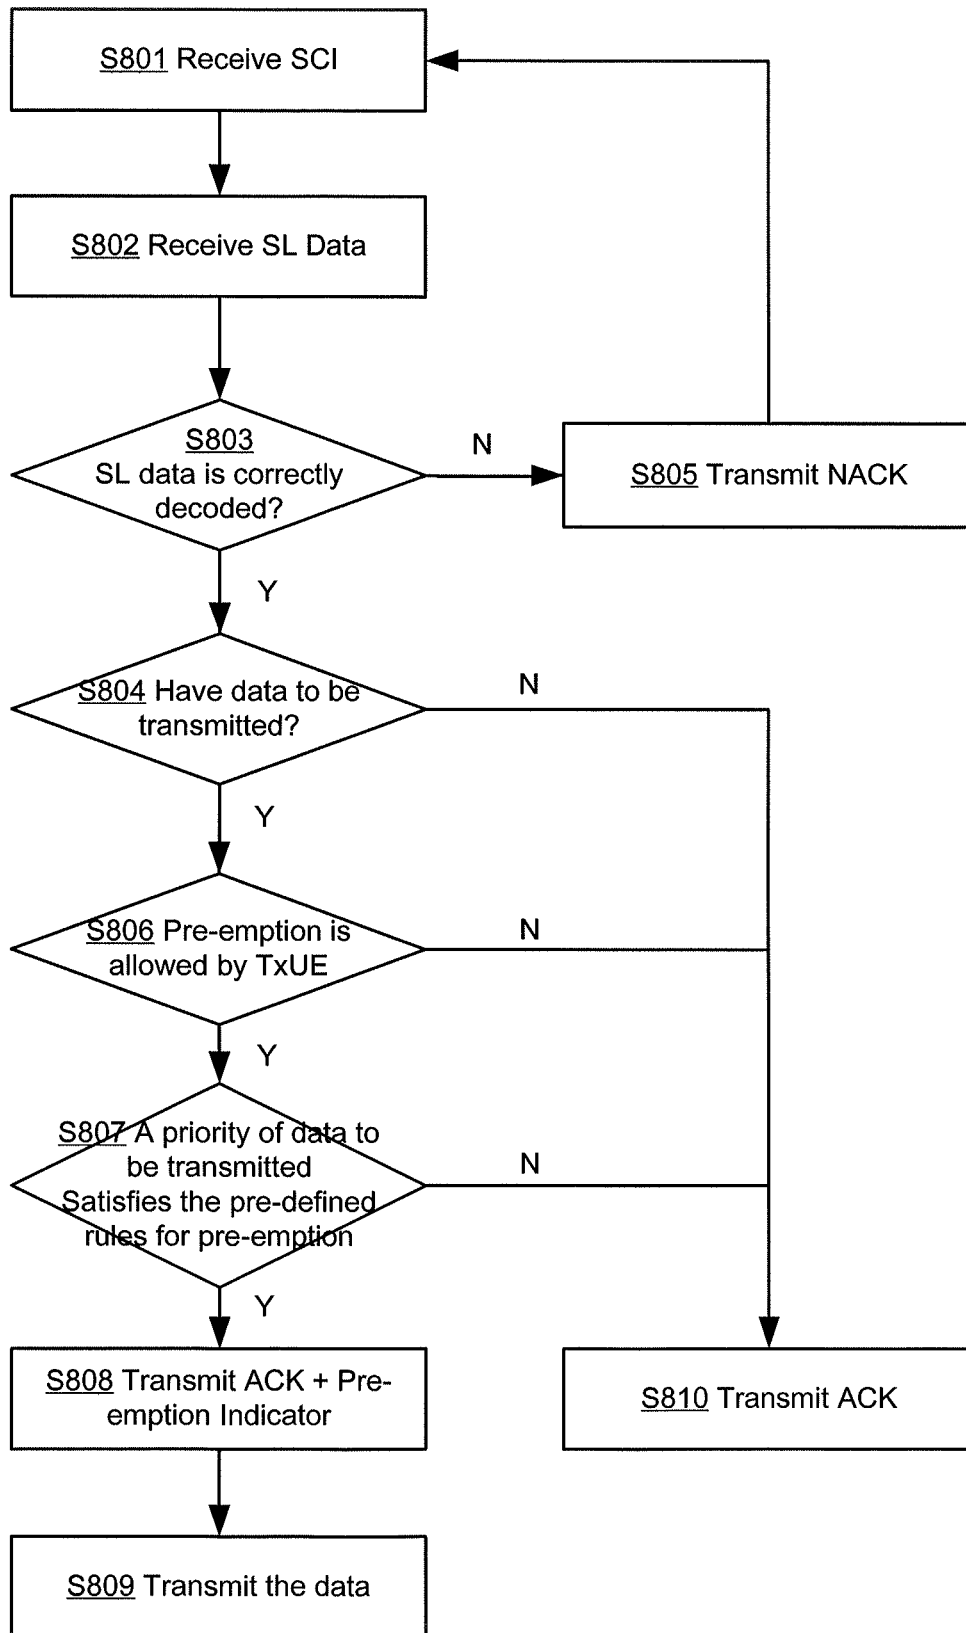 S801 Receive SCI
S802 Receive SL Data
S803
SL data is correctly
decoded?
N
S805 Transmit NACK
Y
S804 Have data to be
transmitted?
N
Y
S806 Pre-emption is
allowed by TxUE
N
Y
S807 A priority of data to
be transmitted
Satisfies the pre-defined
rules for pre-emption
N
Y
S808 Transmit ACK + Pre-
emption Indicator
S810 Transmit ACK
S809 Transmit the data